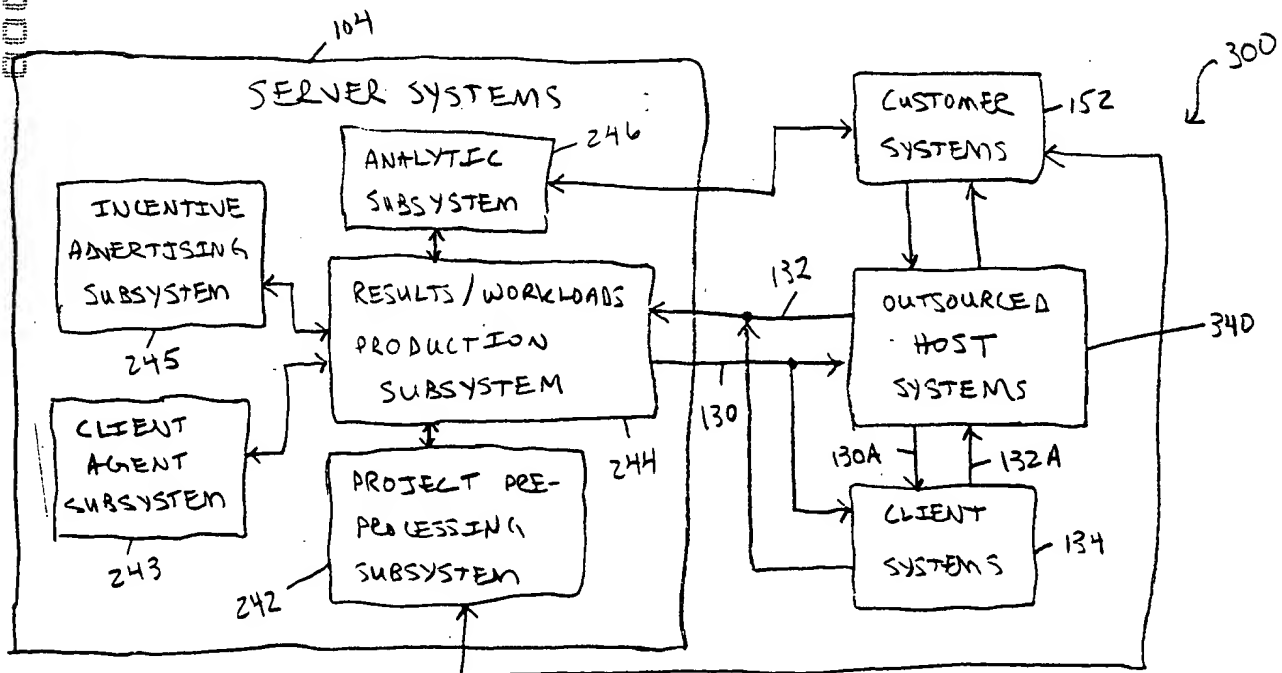 104
300
SERVER SYSTEMS
CUSTOMER
SYSTEMS
152
246
ANALYTIC
SUBSYSTEM
INCENTIVE
ADVERTISING
SUBSYSTEM
245
RESULTS/WORKLOADS
PRODUCTION
SUBSYSTEM
244
132
130
OUTSOURCED
HOST
SYSTEMS
340
CLIENT
AGENT
SUBSYSTEM
243
PROJECT PRE-
PROCESSING
SUBSYSTEM
242
130A
132A
CLIENT
SYSTEMS
134